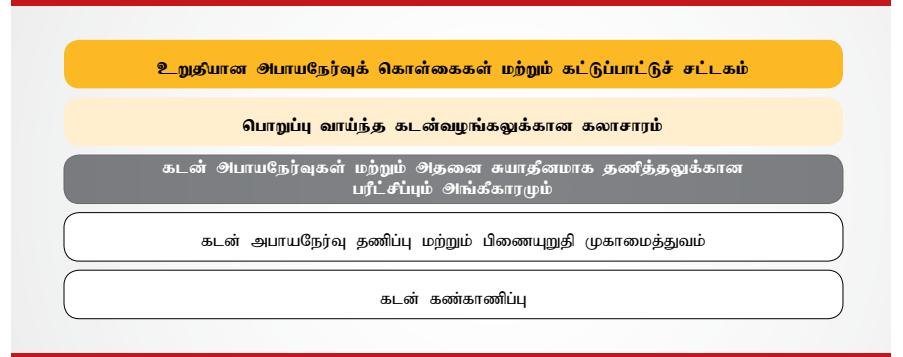 உறுதியான அபாயநேர்வுக் கொள்கைகள் மற்றும் கட்டுப்பாட்டுச் சட்டகம்
பொறுப்பு வாய்ந்த கடன்வழங்கலுக்கான கலாசாரம்
கடன் அபாயநேர்வுகள் மற்றும் அதனை சுயாதீனமாக தணித்தலுக்கான
பரீட்சிப்பும் அங்கீகாரமும்
கடன் அபாயநேர்வு தணிப்பு மற்றும் பிணையுறுதி முகாமைத்துவம்
கடன் கண்காணிப்பு